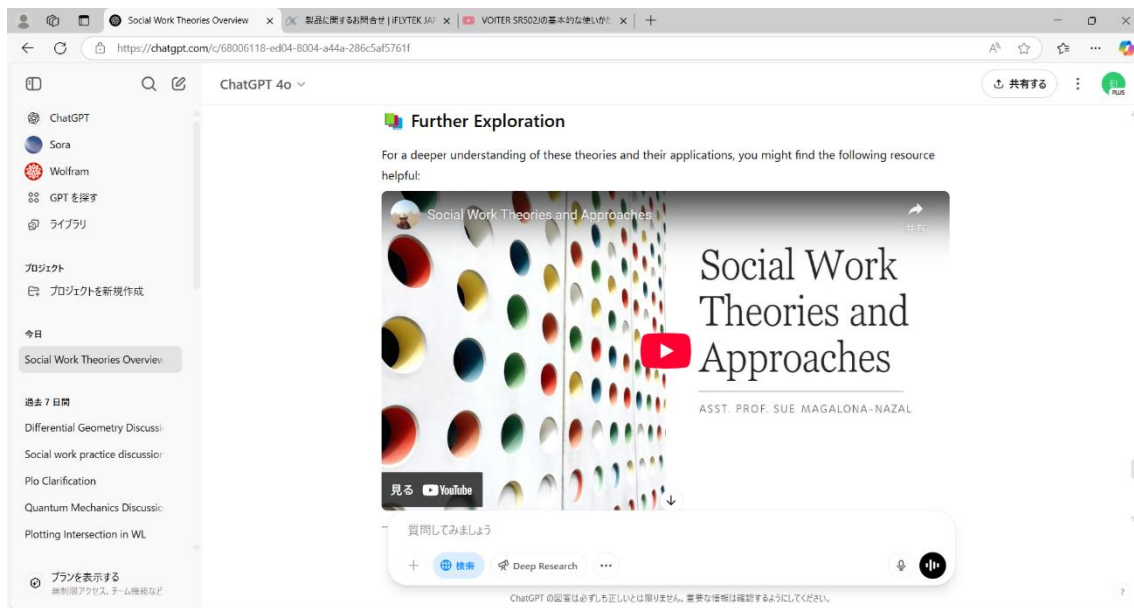 Social Work Theories Overview
製品に関するお問合せ | iFLYTEK JAP
VOITER SR502Jの基本的な使いかた
https://chatgpt.com/c/68006118-ed04-8004-a44a-286c5af5761f
ChatGPT 4o
共有する
PLUS
ChatGPT
Sora
Wolfram
GPT を探す
ライブラリ
プロジェクト
プロジェクトを新規作成
今日
Social Work Theories Overview
過去 7 日間
Differential Geometry Discussi
Social work practice discussior
Plo Clarification
Quantum Mechanics Discussio
Plotting Intersection in WL
プランを表示する
無制限アクセス、チーム機能など
Further Exploration
For a deeper understanding of these theories and their applications, you might find the following resource
helpful:
Social Work Theories and Approaches
共有
Social Work
Theories and
Approaches
ASST. PROF. SUE MAGALONA-NAZAL
見る YouTube
質問してみましょう
検索
Deep Research
ChatGPT の回答は必ずしも正しいとは限りません。重要な情報は確認するようにしてください。
?